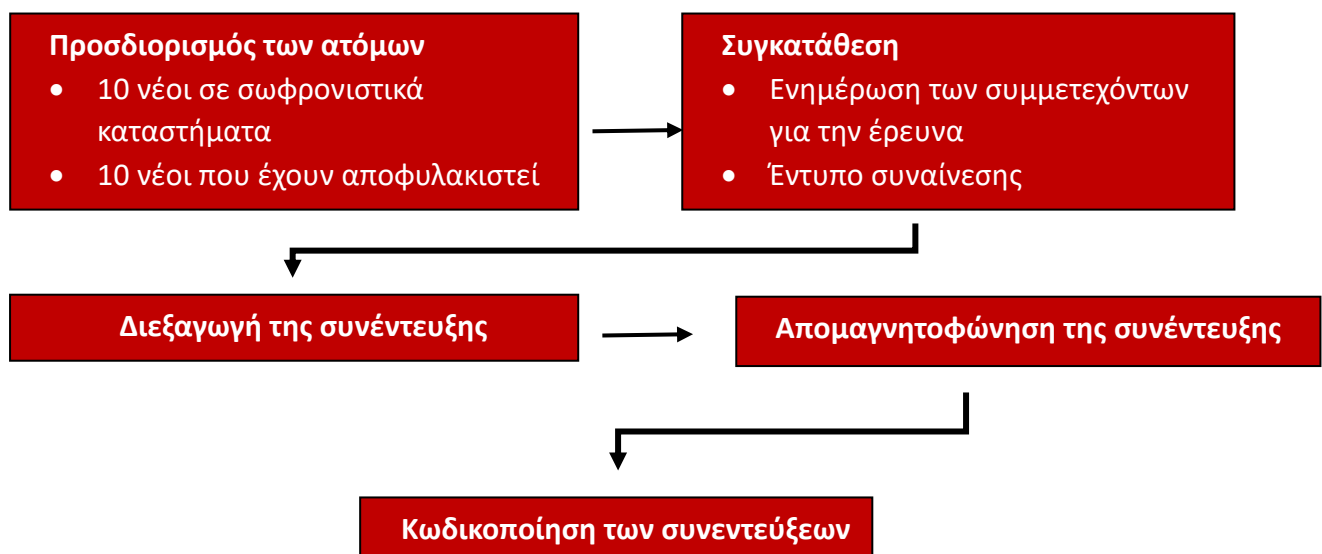 Προσδιορισμός των ατόμων
• 10 νέοι σε σωφρονιστικά
καταστήματα
• 10 νέοι που έχουν αποφυλακιστεί
Συγκατάθεση
• Ενημέρωση των συμμετεχόντων
για την έρευνα
• Έντυπο συναίνεσης
Διεξαγωγή της συνέντευξης
Απομαγνητοφώνηση της συνέντευξης
Κωδικοποίηση των συνεντεύξεων